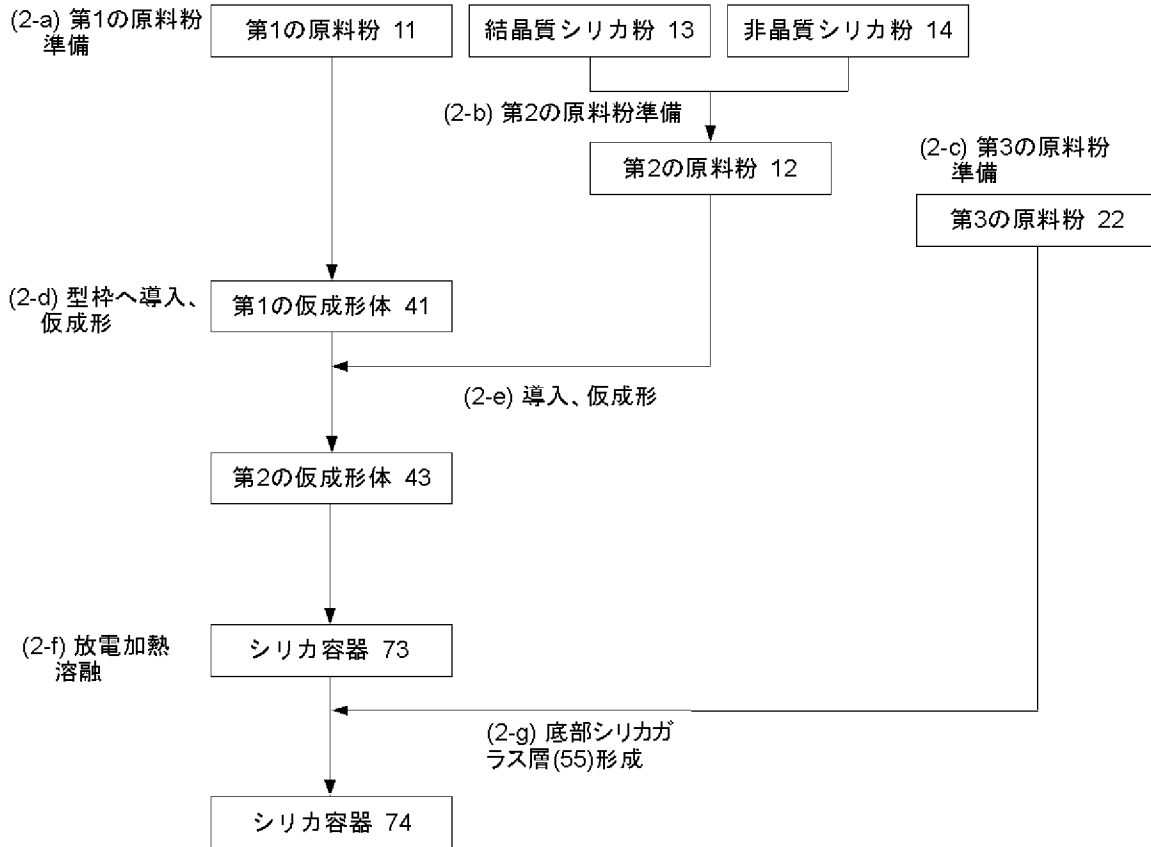 (2-a) 第1の原料粉
準備
第1の原料粉 11
結晶質シリカ粉 13
非晶質シリカ粉 14
(2-b) 第2の原料粉準備
第2の原料粉 12
(2-c) 第3の原料粉
準備
第3の原料粉 22
(2-d) 型枠へ導入、
仮成形
第1の仮成形体 41
(2-e) 導入、仮成形
第2の仮成形体 43
(2-f) 放電加熱
溶融
シリカ容器 73
(2-g) 底部シリカガ
ラス層(55)形成
シリカ容器 74